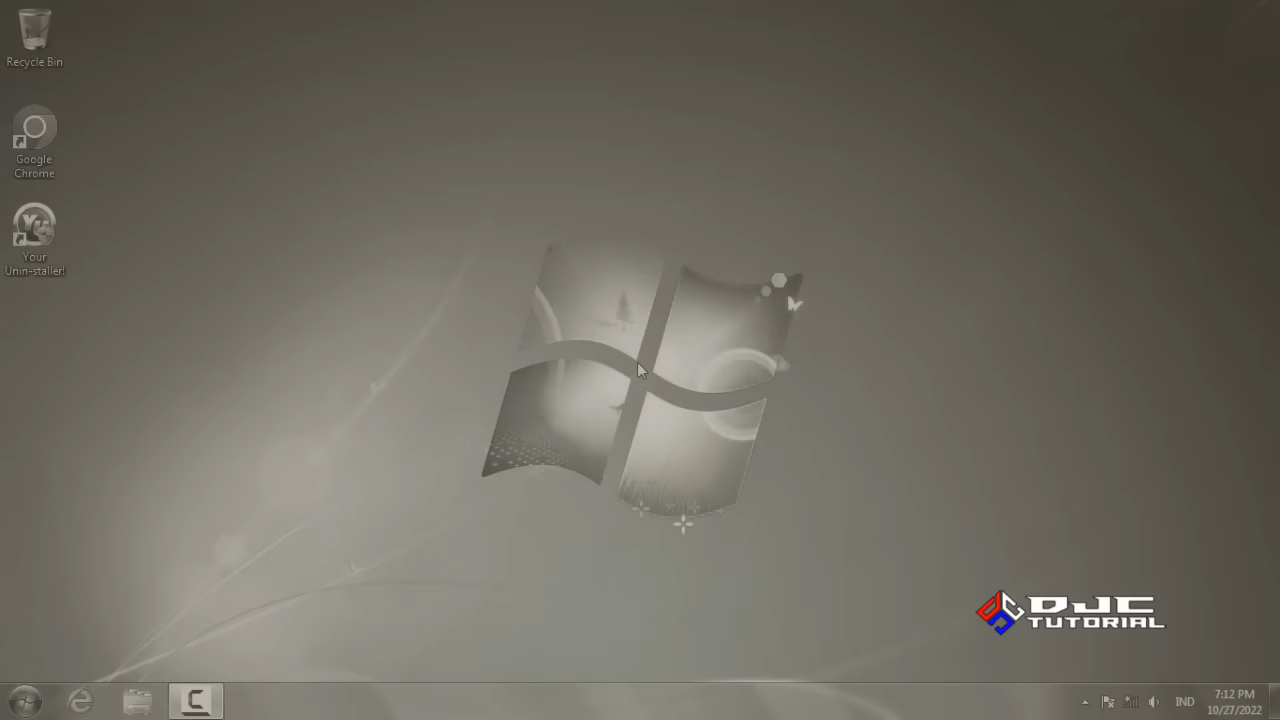 Recycle Bin
Google
Chrome
Your
Unin-staller!
DJC
TUTORIAL
IND
7:12 PM
10/27/2022